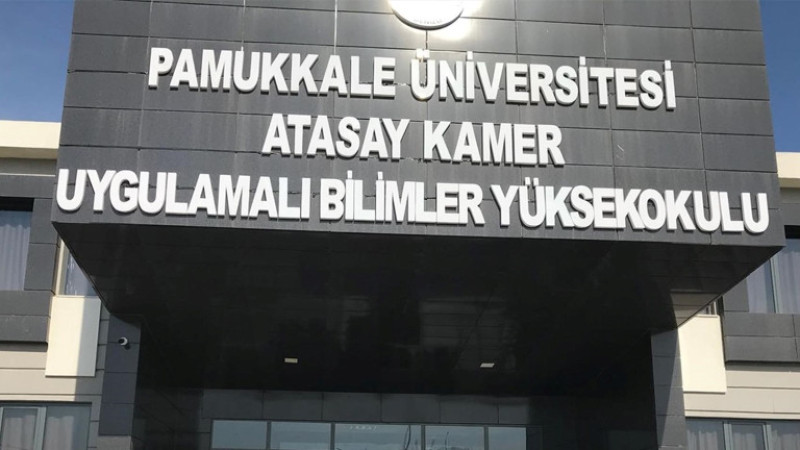 PAMUKKALE ÜNİVERSİTESİ
ATASAY KAMER
UYGULAMALI BİLİMLER YÜKSEKOKULU